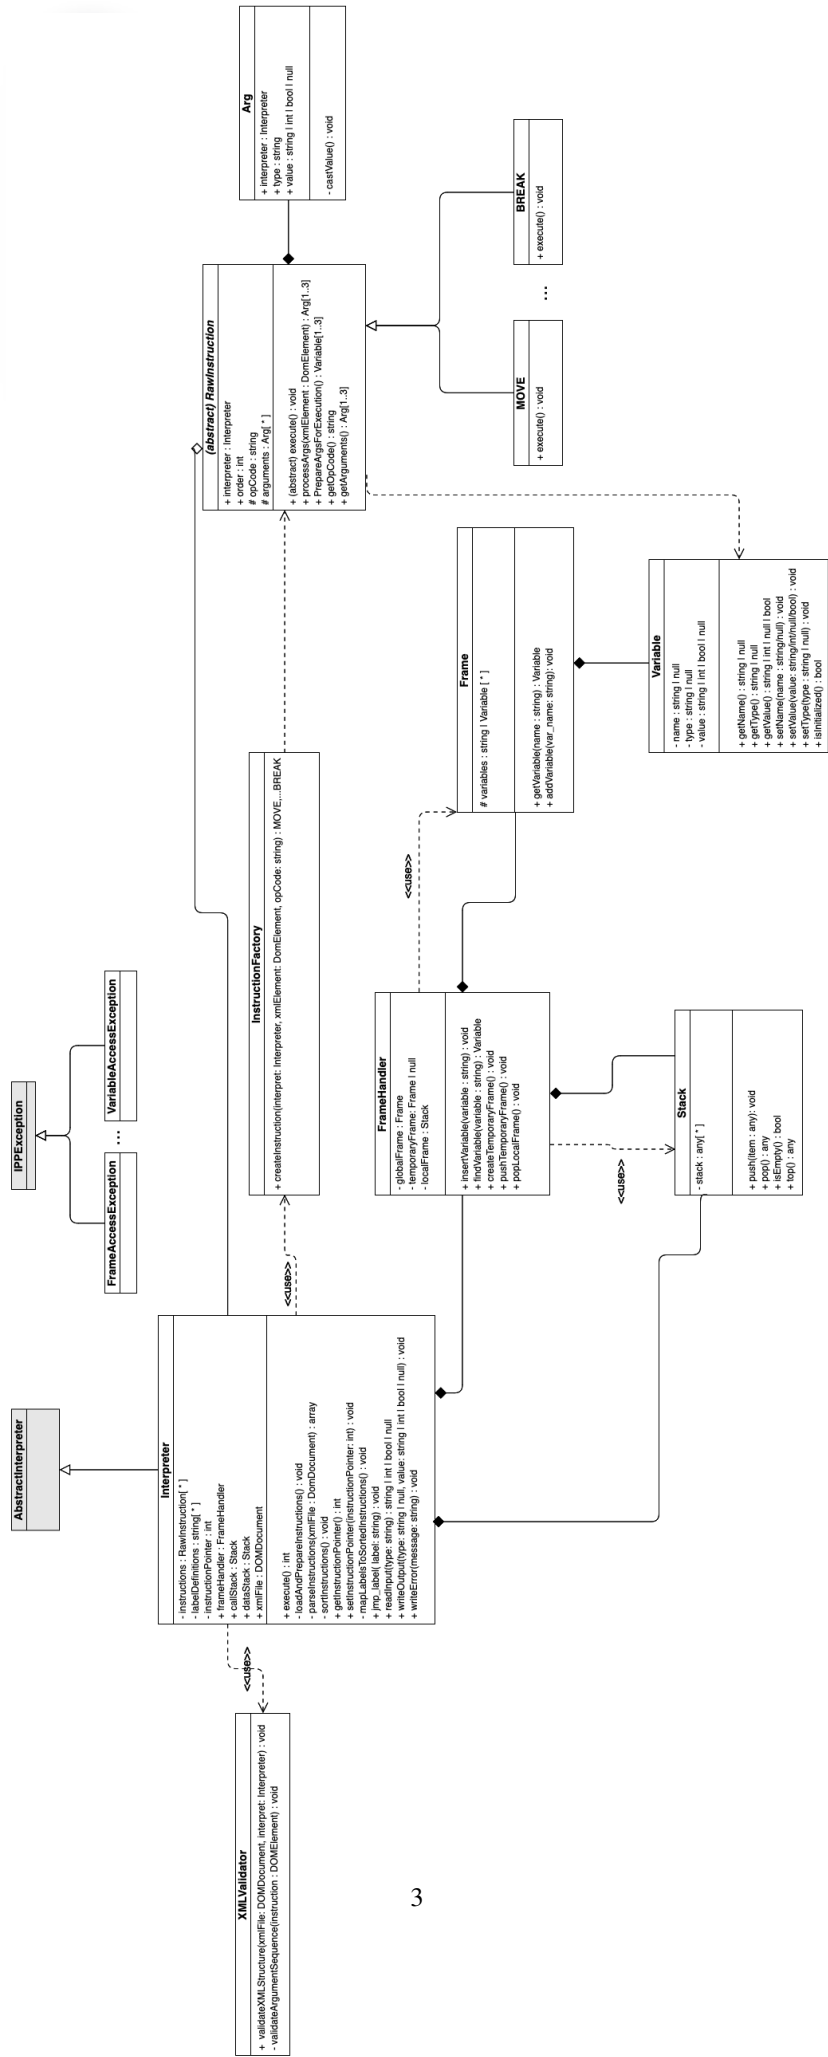 AbstractInterpreter
IPPException
FrameAccessException
...
VariableAccessException
XMLValidator
+ validateXMLStructure(xmlFile: DOMDocument, interpret: Interpreter) : void
- validateArgumentSequence(instruction : DOMElement) : void
<<use>>
Interpreter
- instructions : RawInstruction[ * ]
- labelDefinitions : string[ * ]
- instructionPointer : int
+ frameHandler : FrameHandler
+ callStack : Stack
+ dataStack : Stack
+ xmlFile : DOMDocument
+ execute() : int
- loadAndPrepareInstructions() : void
- parseInstructions(xmlFile : DomDocument) : array
- sortInstructions() : void
+ getInstructionPointer() : int
+ setInstructionPointer(instructionPointer: int) : void
- mapLabelsToSortedInstructions() : void
+ jmp_label( label: string) : void
+ readInput(type: string) : string | int | bool | null
+ writeOutput(type: string | null, value: string | int | bool | null) : void
+ writeError(message: string) : void
<<use>>
InstructionFactory
+ createInstruction(interpret: Interpreter, xmlElement: DomElement, opCode: string) : MOVE,...BREAK
(abstract) RawInstruction
+ interpreter : Interpreter
+ order : int
# opCode : string
# arguments : Arg[ * ]
+ (abstract) execute() : void
+ processArgs(xmlElement : DomElement) : Arg[1..3]
+ PrepareArgsForExecution() : Variable[1..3]
+ getOpCode() : string
+ getArguments() : Arg[1..3]
Arg
+ interpreter : Interpreter
+ type : string
+ value : string | int | bool | null
- castValue() : void
FrameHandler
- globalFrame : Frame
- temporaryFrame: Frame | null
- localFrame : Stack
+ insertVariable(variable : string) : void
+ findVariable(variable : string) : Variable
+ createTemporaryFrame() : void
+ pushTemporaryFrame() : void
+ popLocalFrame() : void
<<use>>
Frame
# variables : string | Variable [ * ]
+ getVariable(name : string) : Variable
+ addVariable(var_name: string): void
MOVE
+ execute() : void
...
BREAK
+ execute() : void
<<use>>
Stack
- stack : any[ * ]
+ push(item : any): void
+ pop() : any
+ isEmpty() : bool
+ top() : any
Variable
- name : string | null
- type : string | null
- value : string | int | bool | null
+ getName() : string | null
+ getType() : string | null
+ getValue() : string | int | null | bool
+ setName(name : string/null) : void
+ setValue(value: string/int/null/bool) : void
+ setType(type : string | null) : void
+ isInitialized() : bool
3